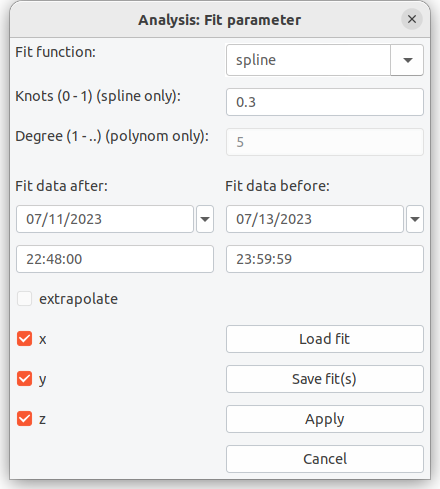 Analysis: Fit parameter
Fit function:
spline
Knots (0 - 1) (spline only):
0.3
Degree (1 - ..) (polynom only):
5
Fit data after:
Fit data before:
07/11/2023
07/13/2023
22:48:00
23:59:59
extrapolate
x
Load fit
y
Save fit(s)
z
Apply
Cancel